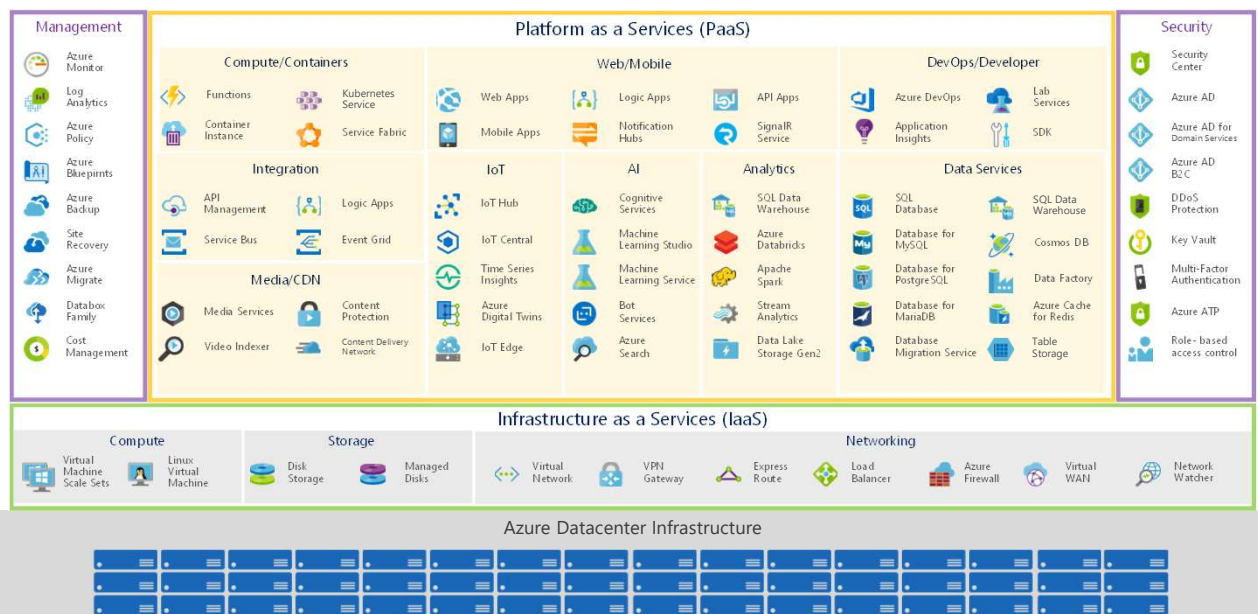 Management
Azure
Monitor
Log
Analytics
Azure
Policy
Azure
Bluepirnts
Azure
Backup
Site
Recovery
Azure
Migrate
Databox
Family
Cost
Management
Platform as a Services (PaaS)
Compute/Containers
Functions
Kubernetes
Service
Container
Instance
Service Fabric
Web/Mobile
Web Apps
Logic Apps
API Apps
Mobile Apps
Notification
Hubs
SignalR
Service
DevOps/Developer
Azure DevOps
Lab
Services
Application
Insights
SDK
Integration
API
Management
Logic Apps
Service Bus
Event Grid
Media/CDN
Media Services
Content
Protection
Video Indexer
Content Delivery
Network
IoT
IoT Hub
IoT Central
Time Series
Insights
Azure
Digital Twins
IoT Edge
AI
Cognitive
Services
Machine
Learning Studio
Machine
Learning Service
Bot
Services
Azure
Search
Analytics
SQL Data
Warehouse
Azure
Databricks
Apache
Spark
Stream
Analytics
Data Lake
Storage Gen2
Data Services
SQL
SQL
Database
SQL Data
Warehouse
My
Database for
MySQL
Cosmos DB
Database for
PostgreSQL
Data Factory
Database for
MariaDB
Azure Cache
for Redis
Database
Migration Service
Table
Storage
Security
Security
Center
Azure AD
Azure AD for
Domain Services
Azure AD
B2C
DDoS
Protection
Key Vault
Multi-Factor
Authentication
Azure ATP
Role- based
access control
Infrastructure as a Services (IaaS)
Compute
Virtual
Machine
Scale Sets
Linux
Virtual
Machine
Storage
Disk
Storage
Managed
Disks
Networking
Virtual
Network
VPN
Gateway
Express
Route
Load
Balancer
Azure
Firewall
Virtual
WAN
Network
Watcher
Azure Datacenter Infrastructure